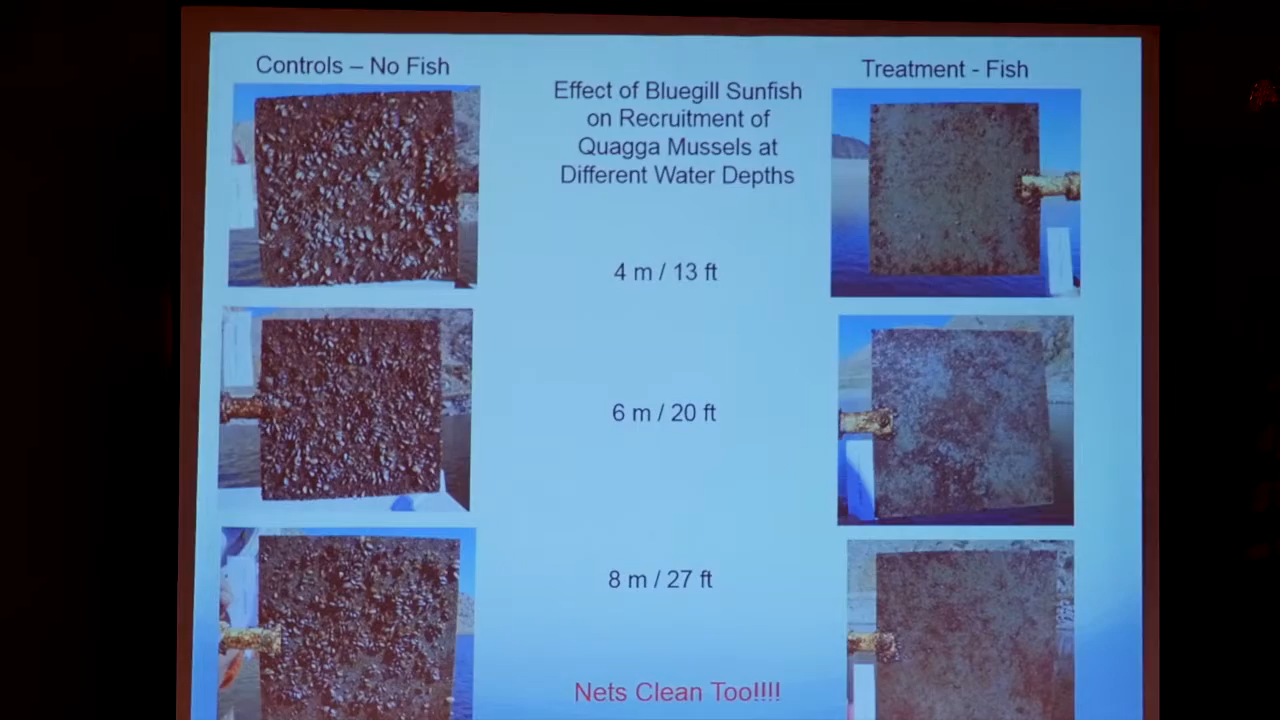 Controls – No Fish
Effect of Bluegill Sunfish
on Recruitment of
Quagga Mussels at
Different Water Depths
Treatment - Fish
4 m / 13 ft
6 m / 20 ft
8 m / 27 ft
Nets Clean Too!!!!